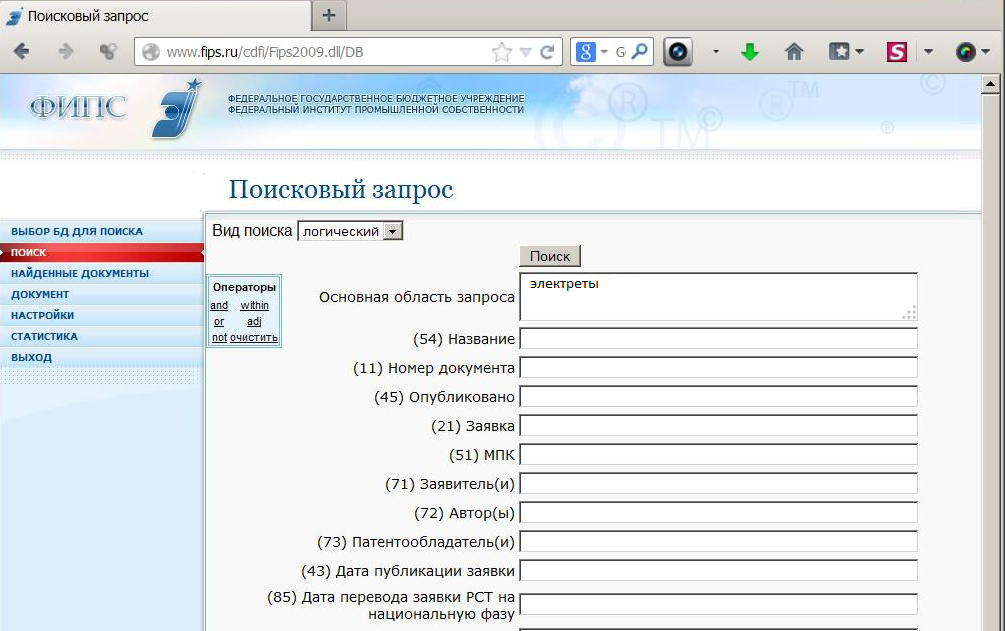 Поисковый запрос
www.fips.ru/cdfi/Fips2009.dll/DB
8
G
S
ФИПС
ФЕДЕРАЛЬНОЕ ГОСУДАРСТВЕННОЕ БЮДЖЕТНОЕ УЧРЕЖДЕНИЕ
ФЕДЕРАЛЬНЫЙ ИНСТИТУТ ПРОМЫШЛЕННОЙ СОБСТВЕННОСТИ
© ® TM © ® TM © ®
Поисковый запрос
ВЫБОР БД ДЛЯ ПОИСКА
ПОИСК
НАЙДЕННЫЕ ДОКУМЕНТЫ
ДОКУМЕНТ
НАСТРОЙКИ
СТАТИСТИКА
ВЫХОД
Вид поиска логический
Поиск
Операторы
and within
or adj
not очистить
Основная область запроса электреты
(54) Название
(11) Номер документа
(45) Опубликовано
(21) Заявка
(51) МПК
(71) Заявитель(и)
(72) Автор(ы)
(73) Патентообладатель(и)
(43) Дата публикации заявки
(85) Дата перевода заявки PCT на
национальную фазу